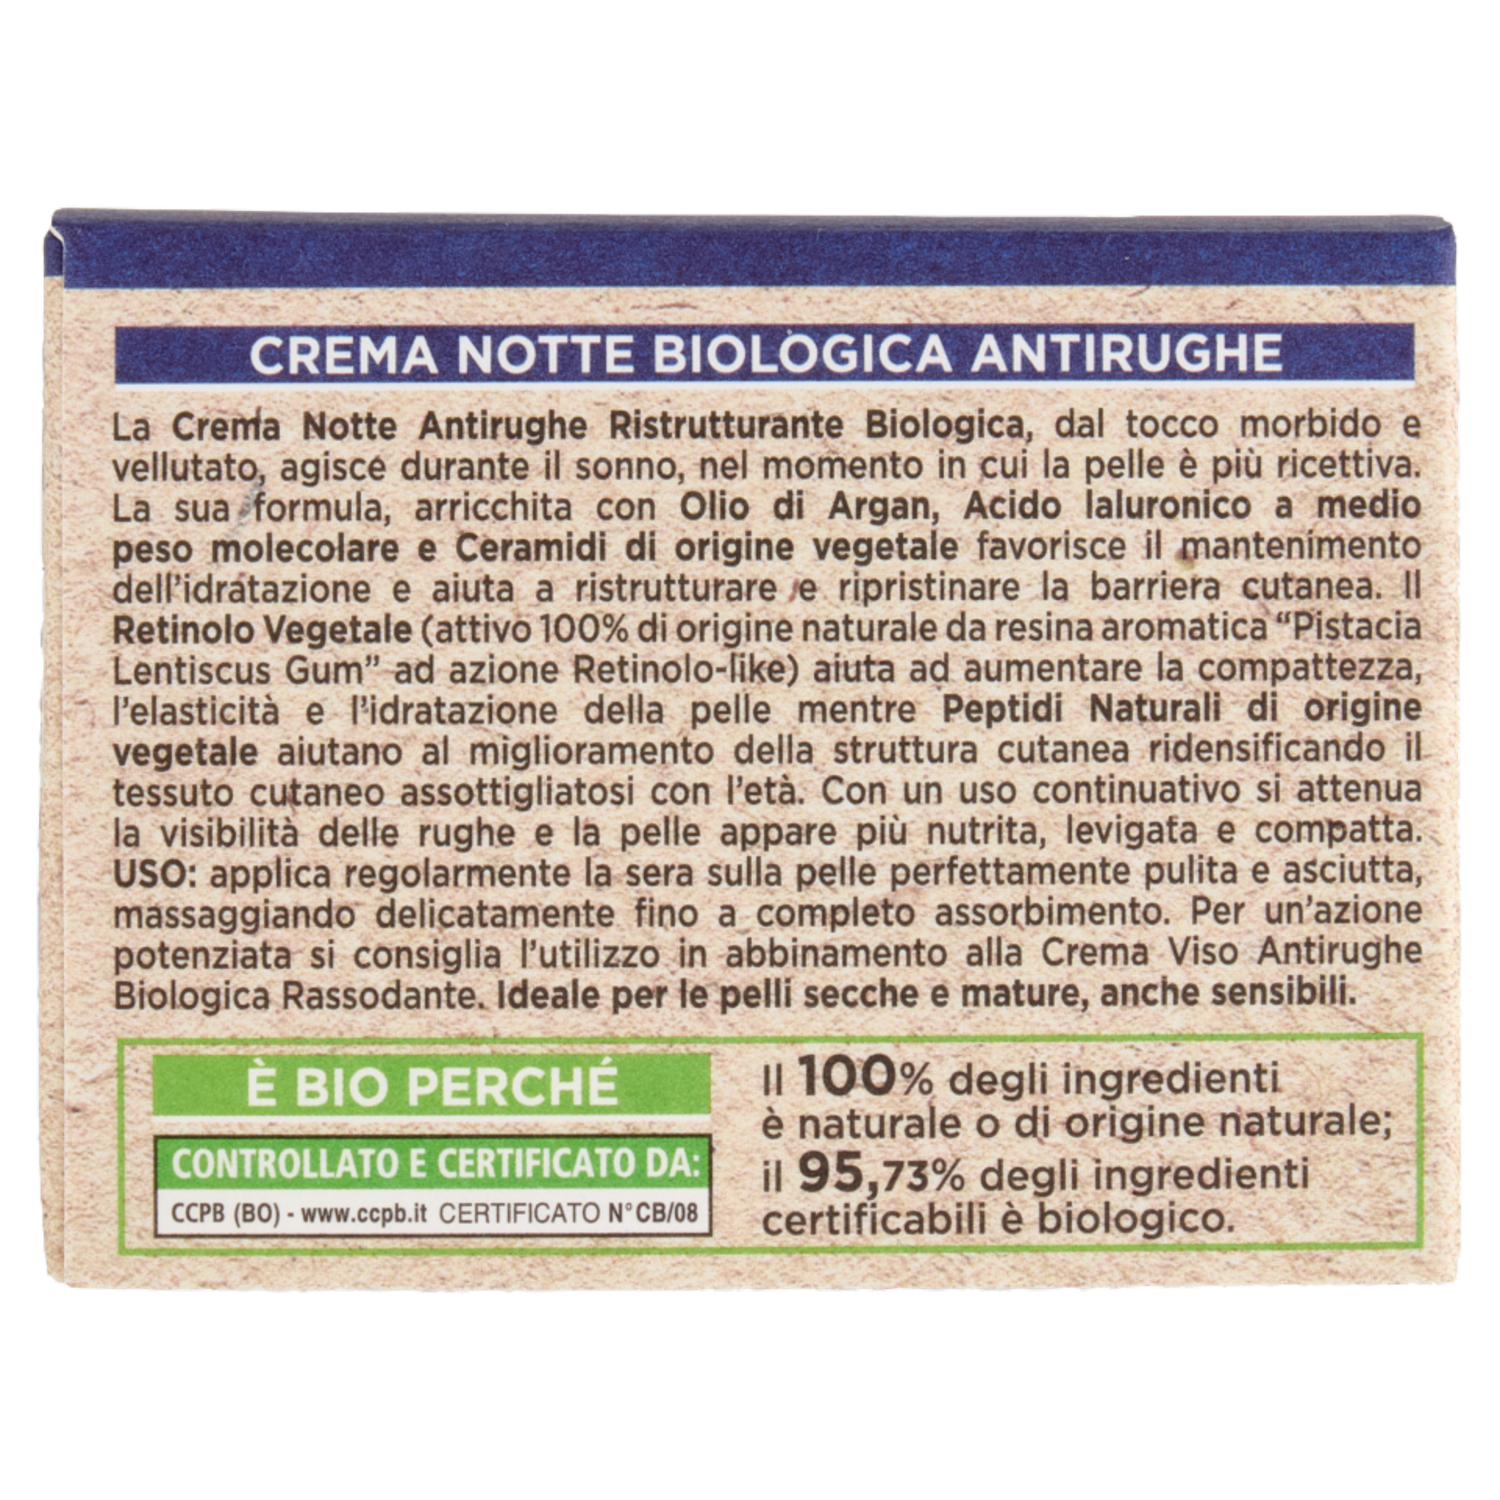 CREMA NOTTE BIOLOGICA ANTIRUGHE
La Crema Notte Antirughe Ristrutturante Biologica, dal tocco morbido e
vellutato, agisce durante il sonno, nel momento in cui la pelle è più ricettiva.
La sua formula, arricchita con Olio di Argan, Acido Ialuronico a medio
peso molecolare e Ceramidi di origine vegetale favorisce il mantenimento
dell'idratazione e aiuta a ristrutturare e ripristinare la barriera cutanea. Il
Retinolo Vegetale (attivo 100% di origine naturale da resina aromatica “Pistacia
Lentiscus Gum” ad azione Retinolo-like) aiuta ad aumentare la compattezza,
l'elasticità e l'idratazione della pelle mentre Peptidi Naturali di origine
vegetale aiutano al miglioramento della struttura cutanea ridensificando il
tessuto cutaneo assottigliatosi con l'età. Con un uso continuativo si attenua
la visibilità delle rughe e la pelle appare più nutrita, levigata e compatta.
USO: applica regolarmente la sera sulla pelle perfettamente pulita e asciutta,
massaggiando delicatamente fino a completo assorbimento. Per un'azione
potenziata si consiglia l'utilizzo in abbinamento alla Crema Viso Antirughe
Biologica Rassodante. Ideale per le pelli secche e mature, anche sensibili.
È BIO PERCHÉ
CONTROLLATO E CERTIFICATO DA:
CCPB (BO) - www.ccpb.it CERTIFICATO N°CB/08
Il 100% degli ingredienti
è naturale o di origine naturale;
il 95,73% degli ingredienti
certificabili è biologico.